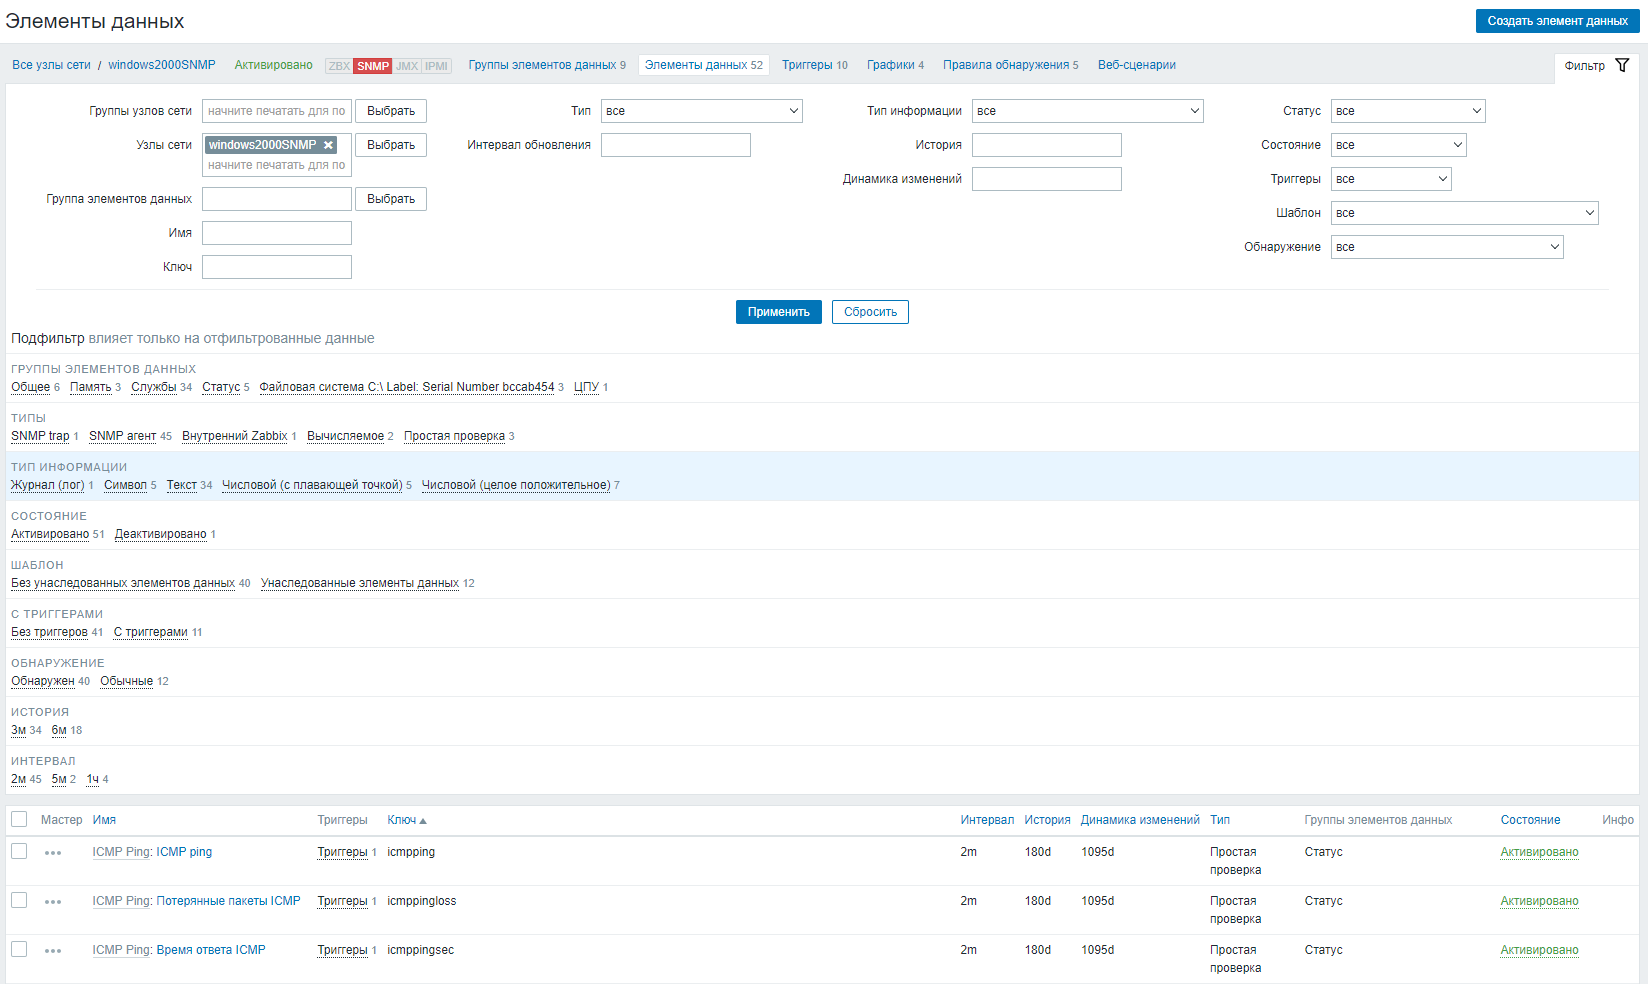 Элементы данных
Создать элемент данных
Все узлы сети / windows2000SNMP Активировано ZBX SNMP JMX IPMI Группы элементов данных 9 Элементы данных 52 Триггеры 10 Графики 4 Правила обнаружения 5 Веб-сценарии
Фильтр
Группы узлов сети начните печатать для по Выбрать Тип все Тип информации все Статус все
Узлы сети windows2000SNMP Выбрать Интервал обновления История Состояние все
начните печатать для по
Динамика изменений Триггеры все
Группа элементов данных Выбрать Шаблон все
Имя Обнаружение все
Ключ
Применить Сбросить
Подфильтр влияет только на отфильтрованные данные
ГРУППЫ ЭЛЕМЕНТОВ ДАННЫХ
Общее 6 Память 3 Службы 34 Статус 5 Файловая система C:\ Label: Serial Number bccab454 3 ЦПУ 1
ТИПЫ
SNMP trap 1 SNMP агент 45 Внутренний Zabbix 1 Вычисляемое 2 Простая проверка 3
ТИП ИНФОРМАЦИИ
Журнал (лог) 1 Символ 5 Текст 34 Числовой (с плавающей точкой) 5 Числовой (целое положительное) 7
СОСТОЯНИЕ
Активировано 51 Деактивировано 1
ШАБЛОН
Без унаследованных элементов данных 40 Унаследованные элементы данных 12
С ТРИГГЕРАМИ
Без триггеров 41 С триггерами 11
ОБНАРУЖЕНИЕ
Обнаружен 40 Обычные 12
ИСТОРИЯ
3м 34 6м 18
ИНТЕРВАЛ
2м 45 5м 2 1ч 4
Мастер Имя Триггеры Ключ Интервал История Динамика изменений Тип Группы элементов данных Состояние Инфо
ICMP Ping: ICMP ping Триггеры 1 icmpping 2m 180d 1095d Простая проверка Статус Активировано
ICMP Ping: Потерянные пакеты ICMP Триггеры 1 icmppingloss 2m 180d 1095d Простая проверка Статус Активировано
ICMP Ping: Время ответа ICMP Триггеры 1 icmppingsec 2m 180d 1095d Простая проверка Статус Активировано